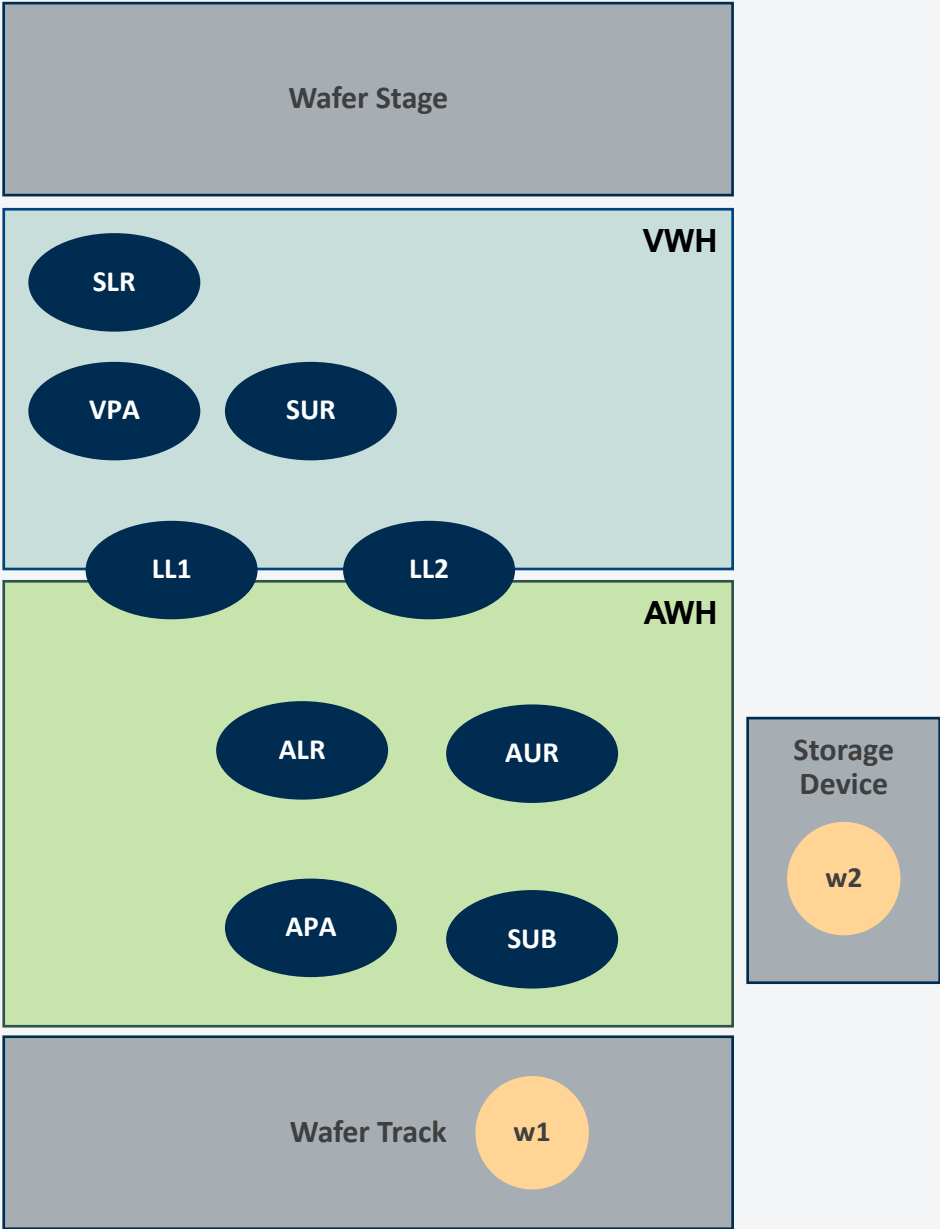 Wafer Stage
VWH
SLR
VPA
SUR
LL1
LL2
AWH
ALR
AUR
Storage
Device
w2
APA
SUB
Wafer Track
w1